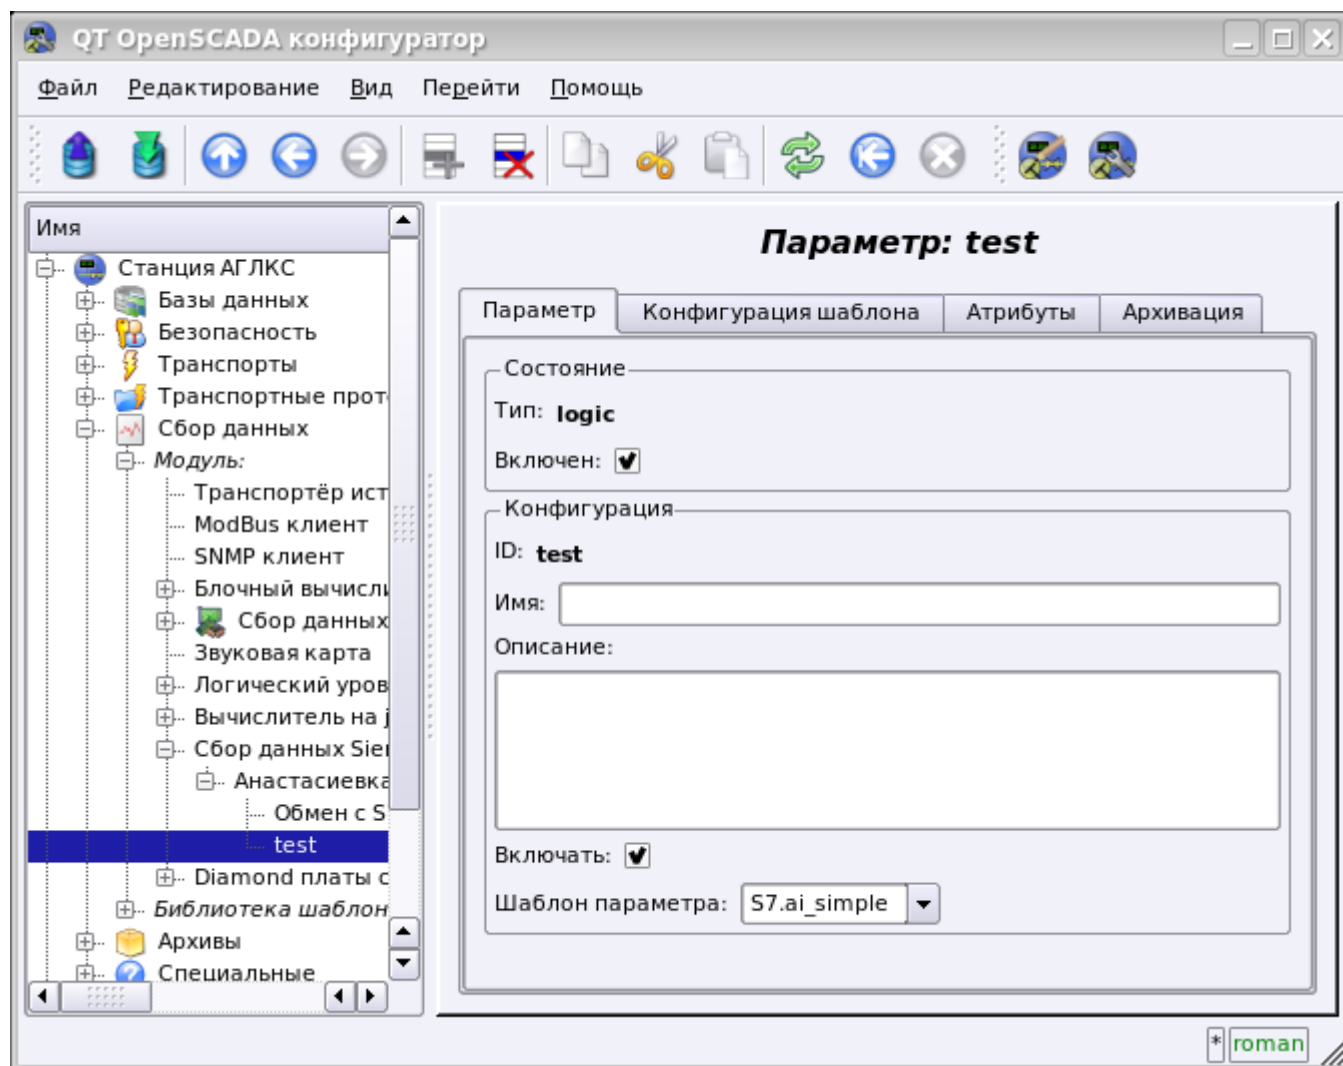 QT OpenSCADA конфигуратор
Файл Редактирование Вид Перейти Помощь
Имя
Станция АГЛКС
Базы данных
Безопасность
Транспорты
Транспортные прот
Сбор данных
Модуль:
Транспортёр ист
ModBus клиент
SNMP клиент
Блочный вычисли
Сбор данных
Звуковая карта
Логический уров
Вычислитель на j
Сбор данных Sie
Анастасиевка
Обмен с S
test
Diamond платы с
Библиотека шаблон
Архивы
Специальные
Параметр: test
Параметр Конфигурация шаблона Атрибуты Архивация
Состояние
Тип: logic
Включен:
Конфигурация
ID: test
Имя:
Описание:
Включать:
Шаблон параметра: S7.ai_simple
* roman